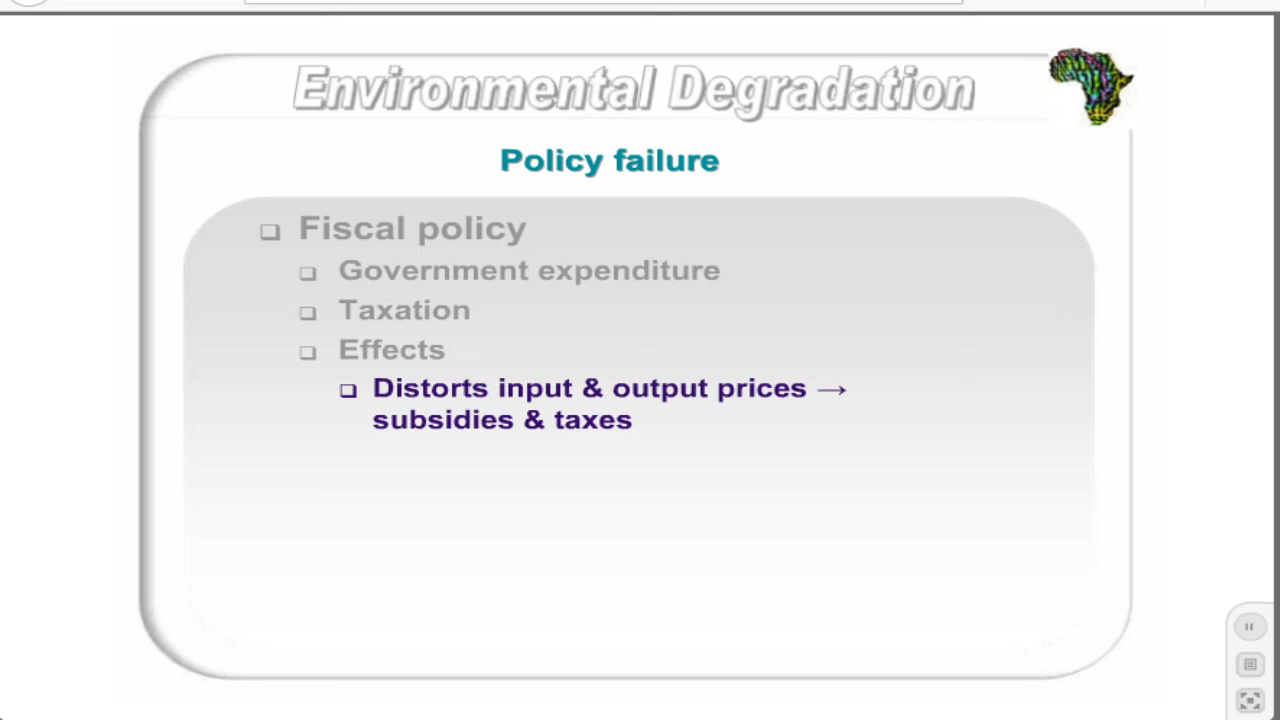 Environmental Degradation
Policy failure
Fiscal policy
Government expenditure
Taxation
Effects
Distorts input & output prices →
subsidies & taxes